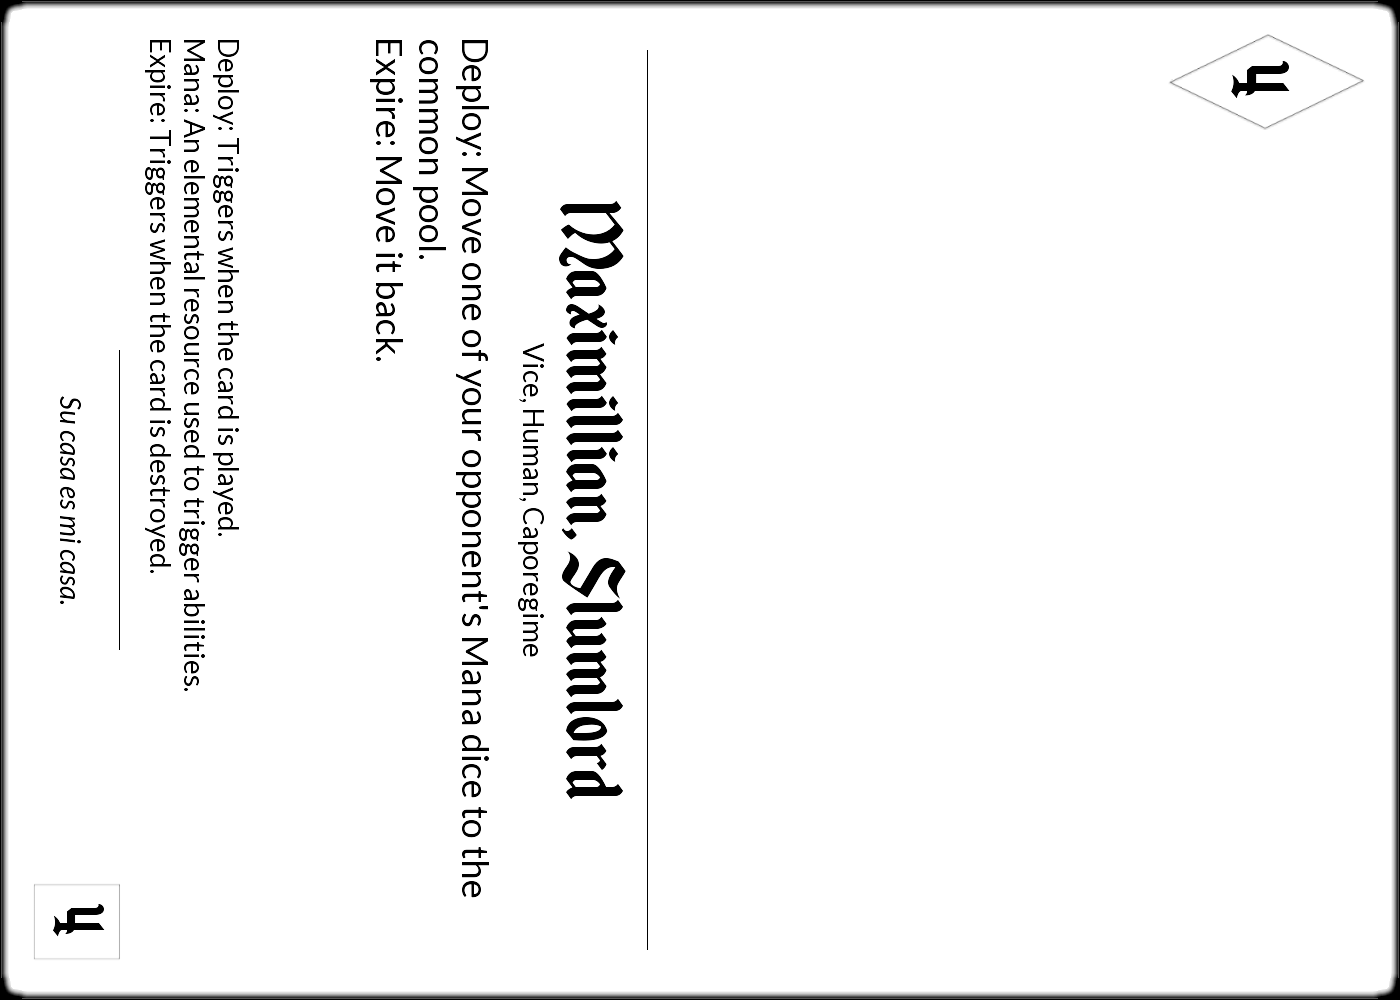 4
Maximillian, Slumlord
Vice, Human, Caporegime
Deploy: Move one of your opponent's Mana dice to the
common pool.
Expire: Move it back.
Deploy: Triggers when the card is played.
Mana: An elemental resource used to trigger abilities.
Expire: Triggers when the card is destroyed.
Su casa es mi casa.
4